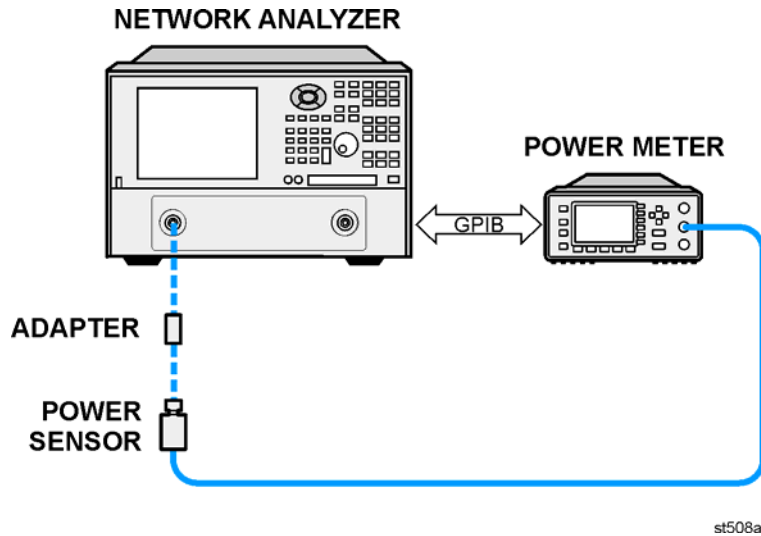 NETWORK ANALYZER
POWER METER
GPIB
ADAPTER
POWER
SENSOR
st508a